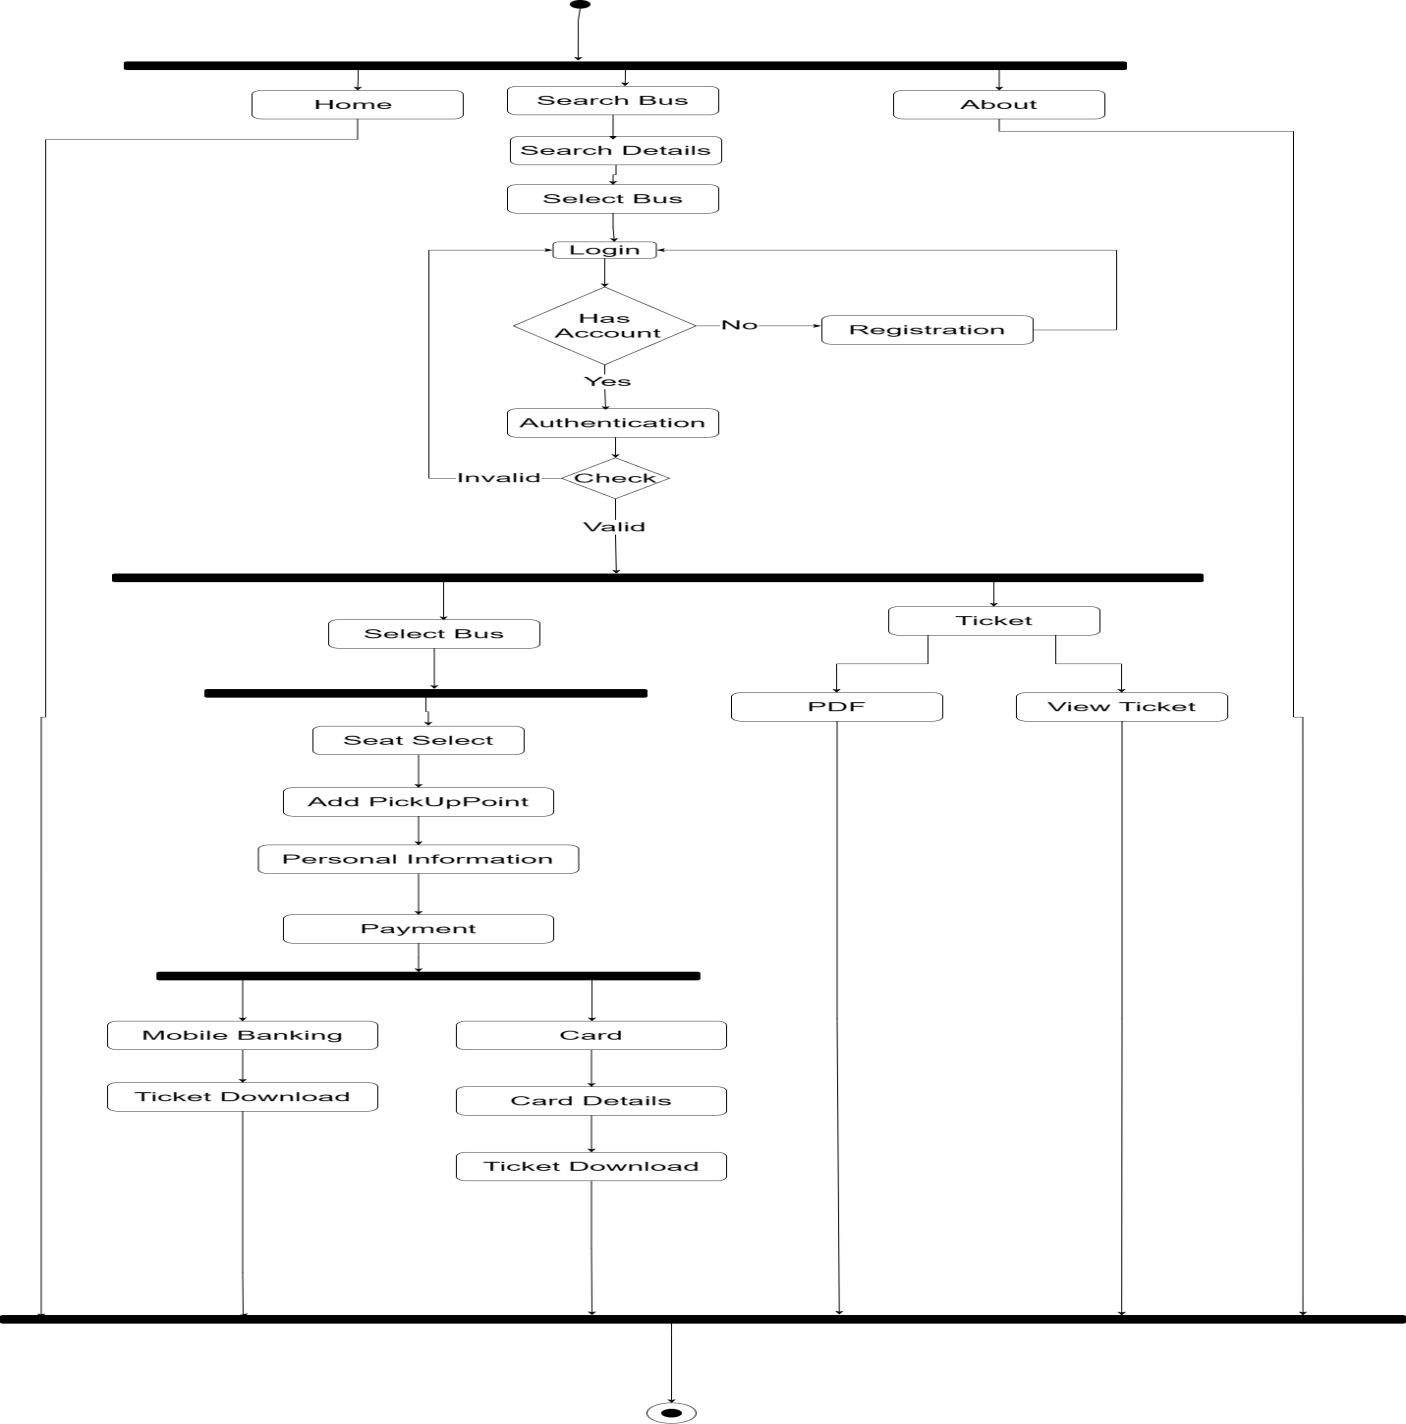 Home
Search Bus
About
Search Details
Select Bus
Login
Has
Account
No
Registration
Yes
Authentication
Invalid
Check
Valid
Select Bus
Ticket
PDF
View Ticket
Seat Select
Add PickUpPoint
Personal Information
Payment
Mobile Banking
Card
Ticket Download
Card Details
Ticket Download